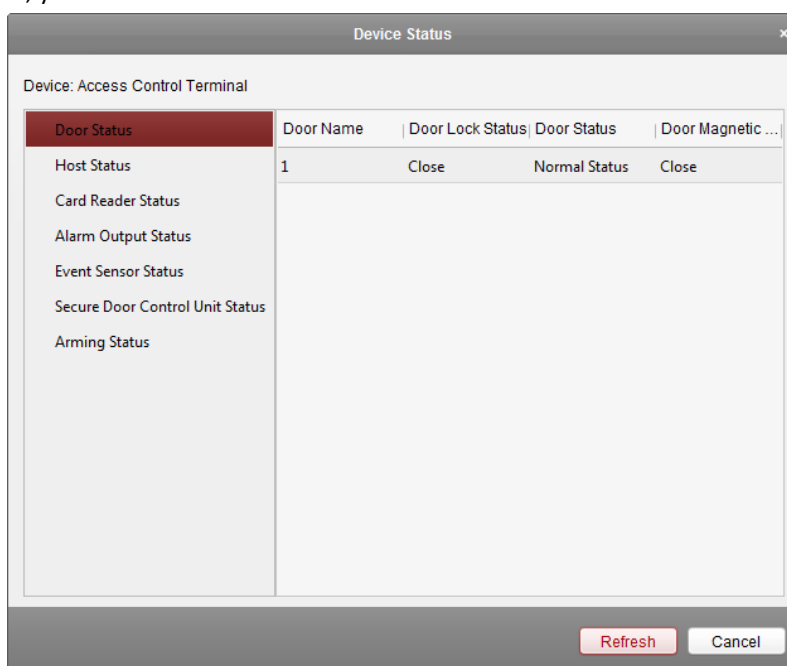 Device Status ×
Device: Access Control Terminal
Door Status
Host Status
Card Reader Status
Alarm Output Status
Event Sensor Status
Secure Door Control Unit Status
Arming Status
Door Name Door Lock Status Door Status Door Magnetic ...
1 Close Normal Status Close
Refresh Cancel